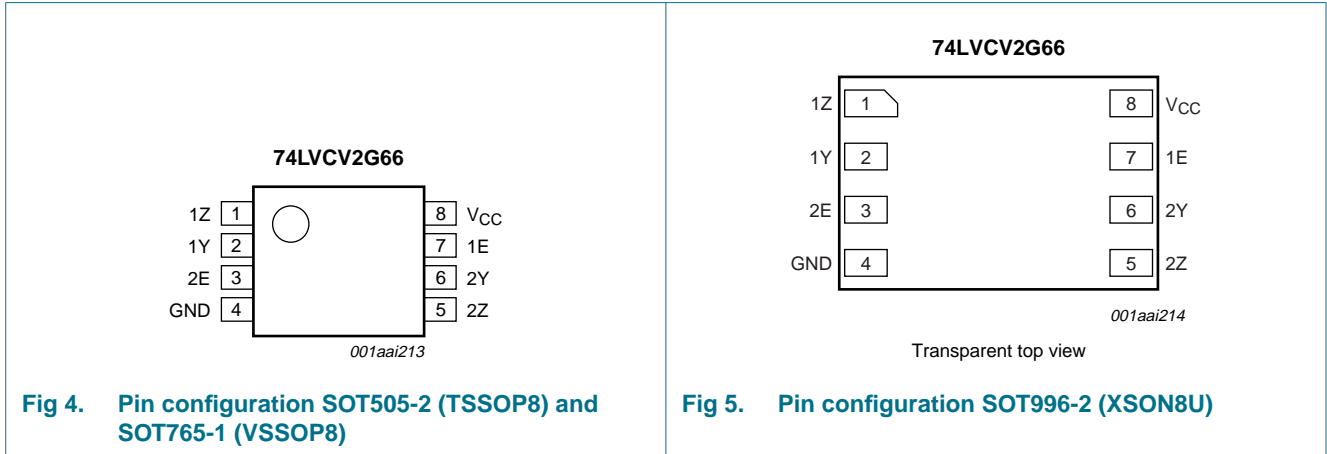 74LVCV2G66
1Z 1 8 VCC
1Y 2 7 1E
2E 3 6 2Y
GND 4 5 2Z
001aai213
Fig 4. Pin configuration SOT505-2 (TSSOP8) and
SOT765-1 (VSSOP8)
74LVCV2G66
1Z 1 8 VCC
1Y 2 7 1E
2E 3 6 2Y
GND 4 5 2Z
001aai214
Transparent top view
Fig 5. Pin configuration SOT996-2 (XSON8U)